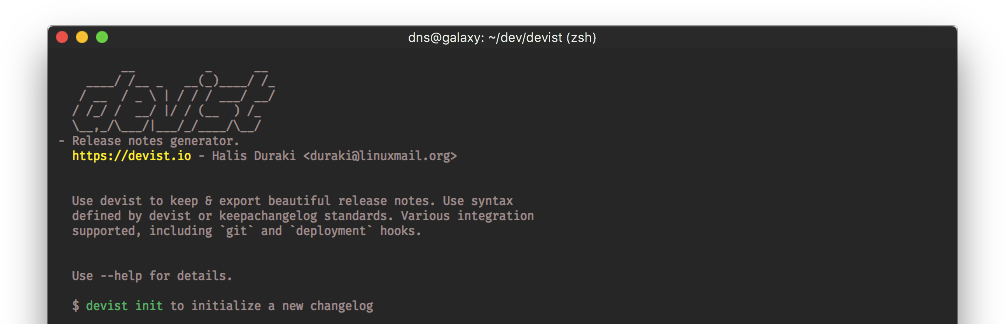 dns@galaxy: ~/dev/devist (zsh)
devist
- Release notes generator.
https://devist.io - Halis Duraki <duraki@linuxmail.org>
Use devist to keep & export beautiful release notes. Use syntax
defined by devist or keepachangelog standards. Various integration
supported, including `git` and `deployment` hooks.
Use --help for details.
$ devist init to initialize a new changelog